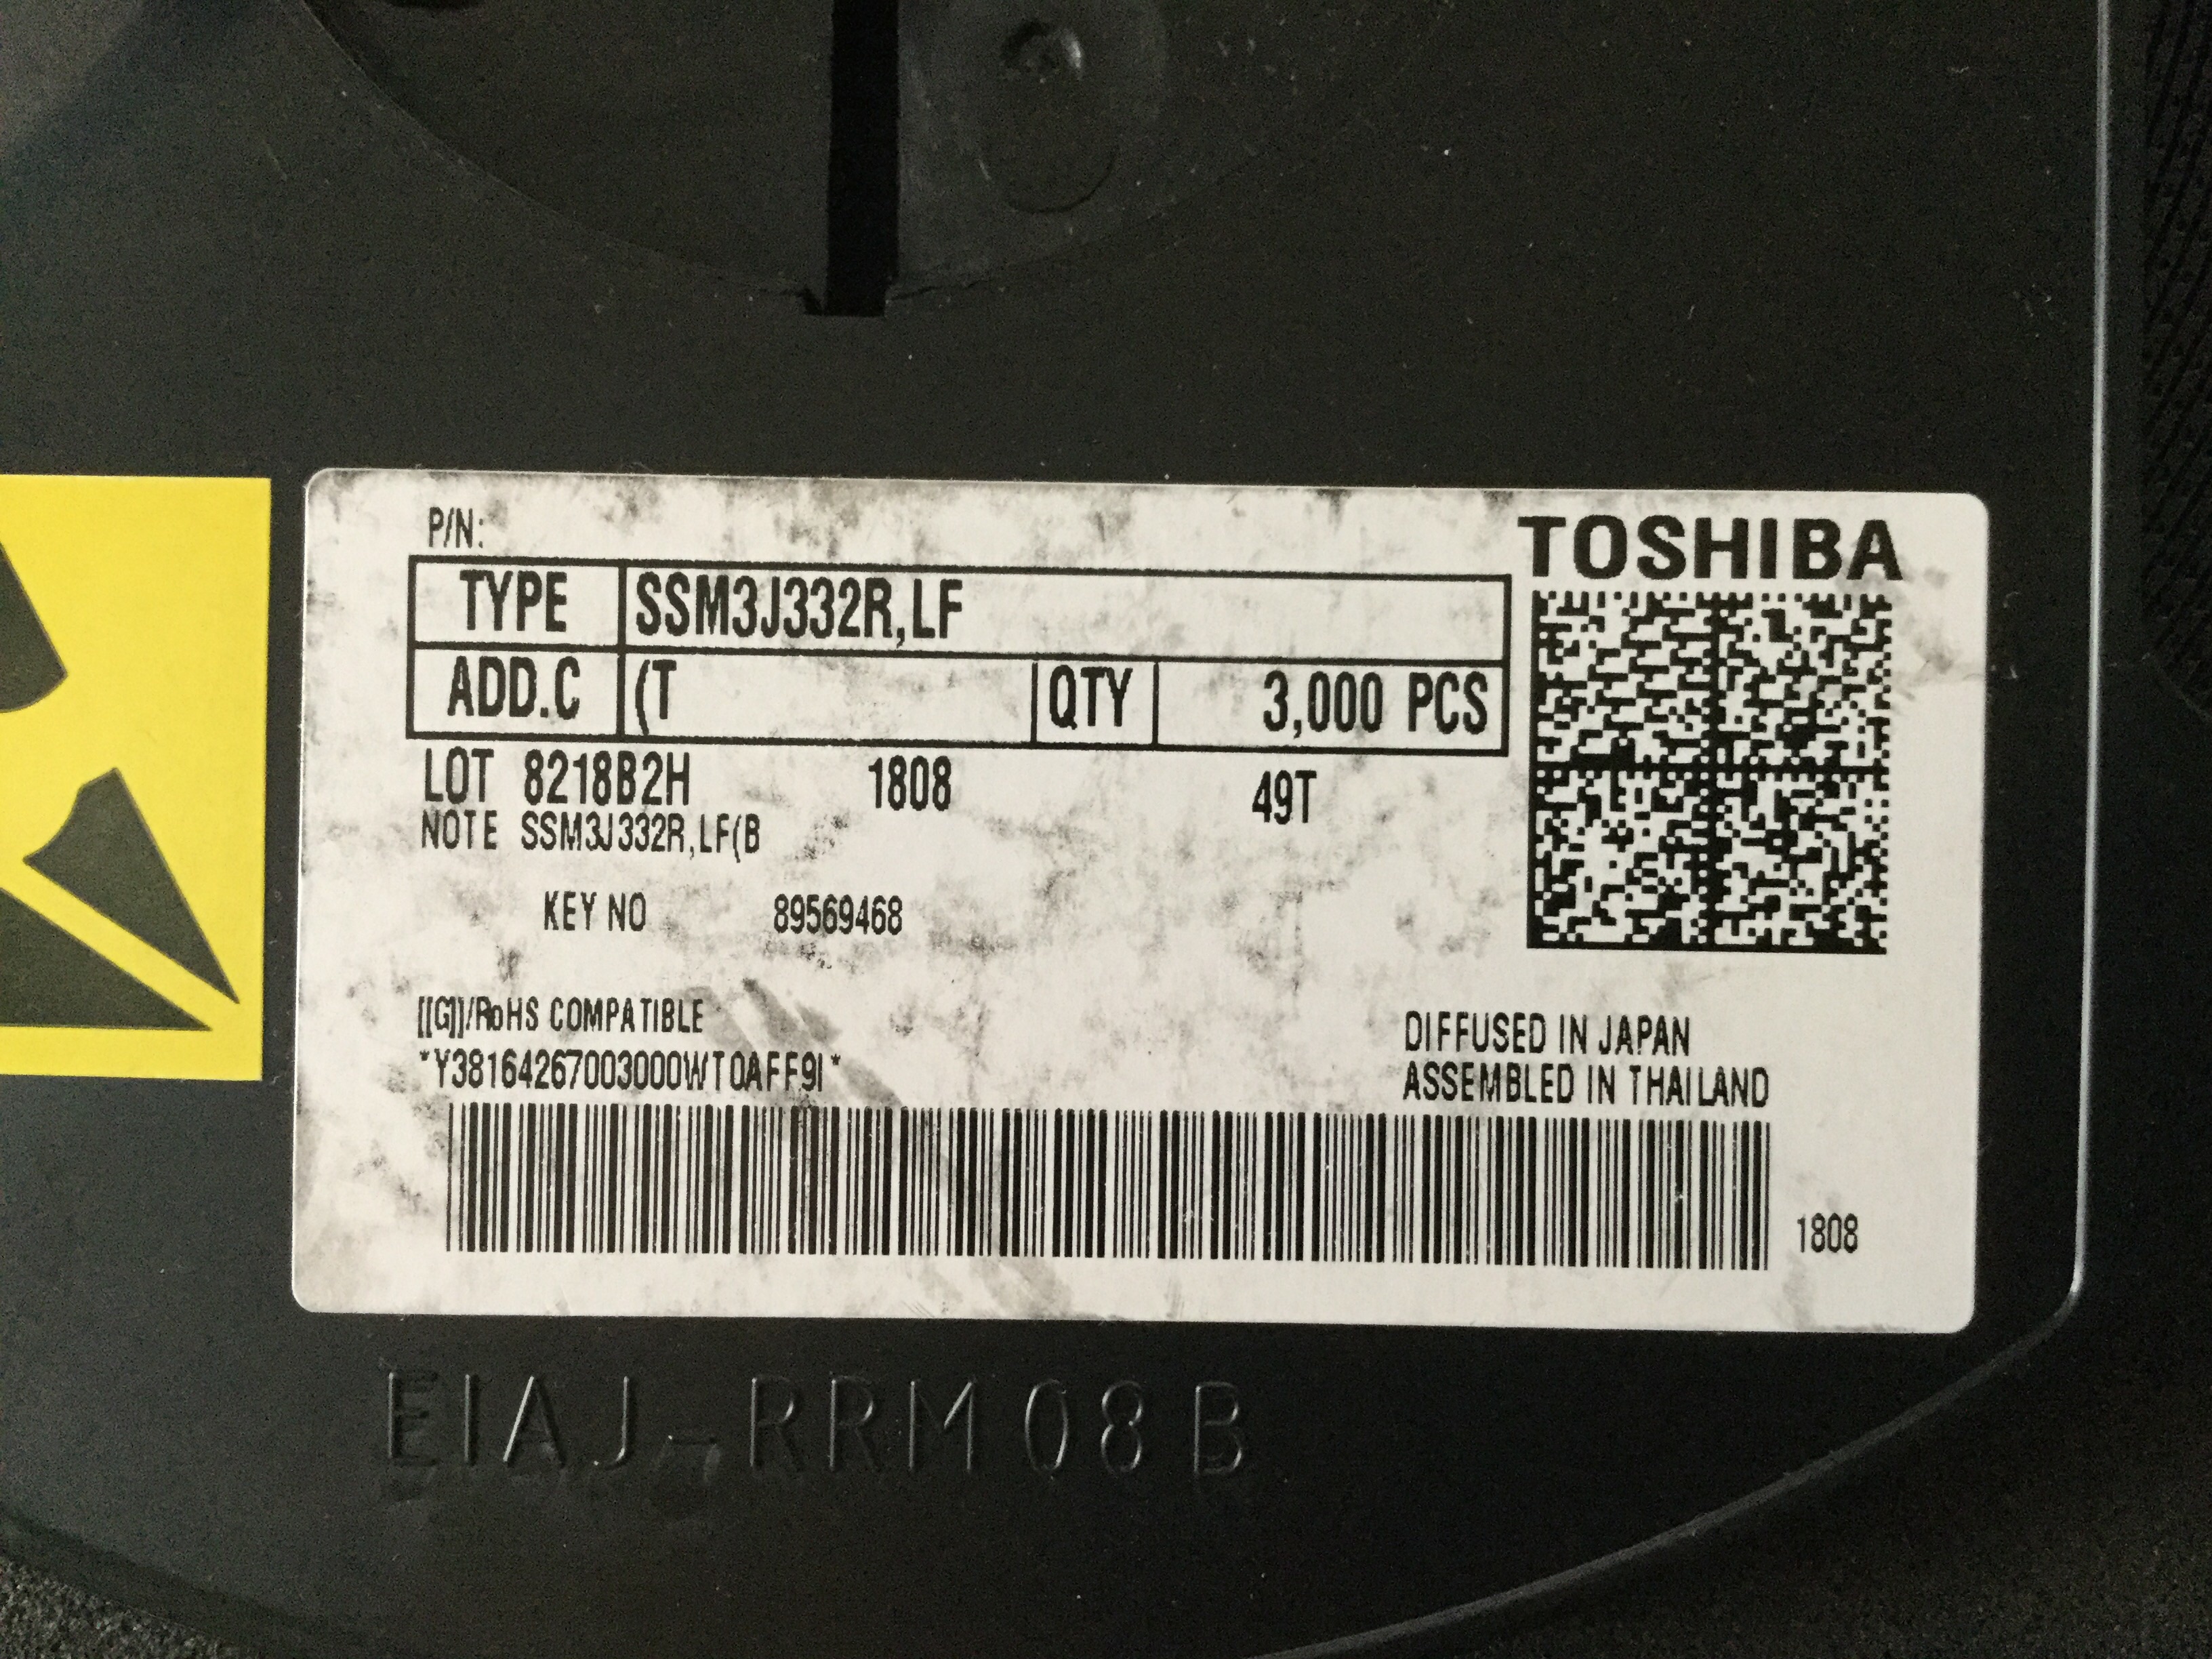 P/N:
TOSHIBA
TYPE SSM3J332R,LF
ADD.C (T QTY 3,000 PCS
LOT 8218B2H 1808 49T
NOTE SSM3J332R,LF(B
KEY NO 89569468
[[G]]/RoHS COMPATIBLE
*Y38164267003000WT0AFF9I*
DIFFUSED IN JAPAN
ASSEMBLED IN THAILAND
1808
EIAJ-RRM08B